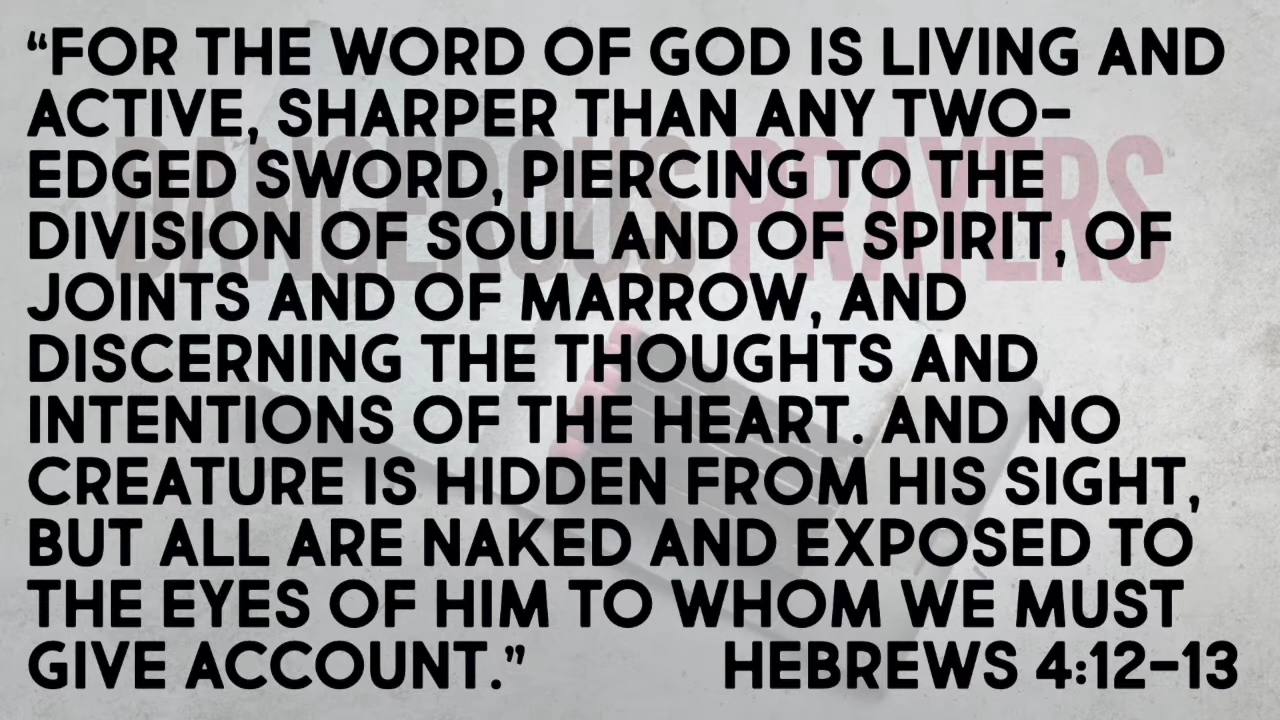 “FOR THE WORD OF GOD IS LIVING AND
ACTIVE, SHARPER THAN ANY TWO-
EDGED SWORD, PIERCING TO THE
DIVISION OF SOUL AND OF SPIRIT, OF
JOINTS AND OF MARROW, AND
DISCERNING THE THOUGHTS AND
INTENTIONS OF THE HEART. AND NO
CREATURE IS HIDDEN FROM HIS SIGHT,
BUT ALL ARE NAKED AND EXPOSED TO
THE EYES OF HIM TO WHOM WE MUST
GIVE ACCOUNT.” HEBREWS 4:12-13
DANGEROUS PRAYERS